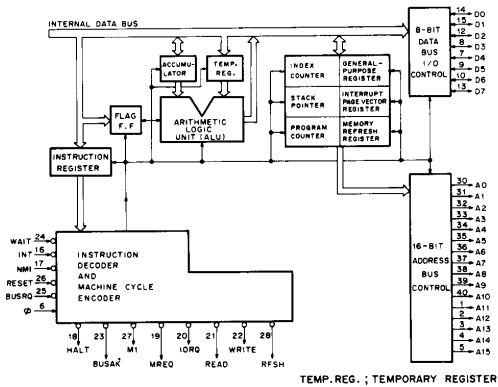 INTERNAL DATA BUS
ACCUMU-
LATOR
TEMP.
REG.
INDEX
COUNTER
GENERAL-
PURPOSE
REGISTER
STACK
POINTER
INTERRUPT
PAGE VECTOR
REGISTER
PROGRAM
COUNTER
MEMORY
REFRESH
REGISTER
8-BIT
DATA
BUS
I/O
CONTROL
14 D0
15 D1
12 D2
8 D3
7 D4
9 D5
10 D6
13 D7
FLAG
F.F
ARITHMETIC
LOGIC
UNIT (ALU)
INSTRUCTION
REGISTER
16-BIT
ADDRESS
BUS
CONTROL
30 A0
31 A1
32 A2
33 A3
34 A4
35 A5
36 A6
37 A7
38 A8
39 A9
40 A10
1 A11
2 A12
3 A13
4 A14
5 A15
WAIT 24
INT 16
NMI 17
RESET 26
BUSRQ 25
Ø 6
INSTRUCTION
DECODER
AND
MACHINE CYCLE
ENCODER
18 23 27 19 20 21 22 28
HALT BUSAK M1 MREQ IORQ READ WRITE RFSH
TEMP.REG. ; TEMPORARY REGISTER